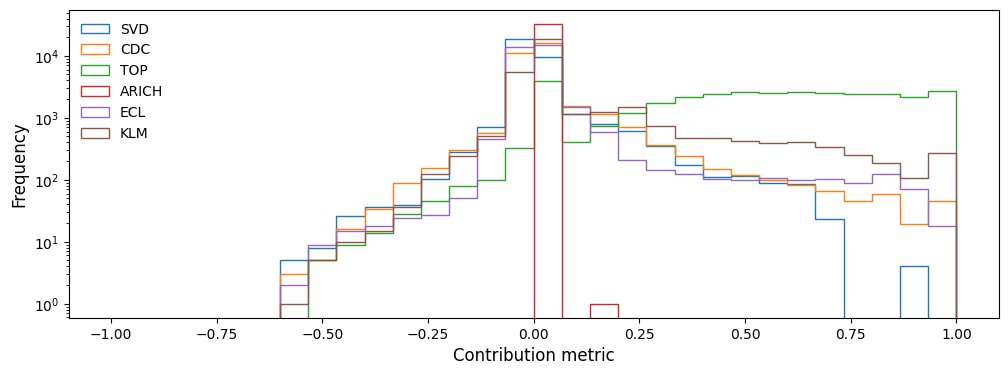 SVD
CDC
TOP
ARICH
ECL
KLM
Frequency
10⁴
10³
10²
10¹
10⁰
−1.00 −0.75 −0.50 −0.25 0.00 0.25 0.50 0.75 1.00
Contribution metric